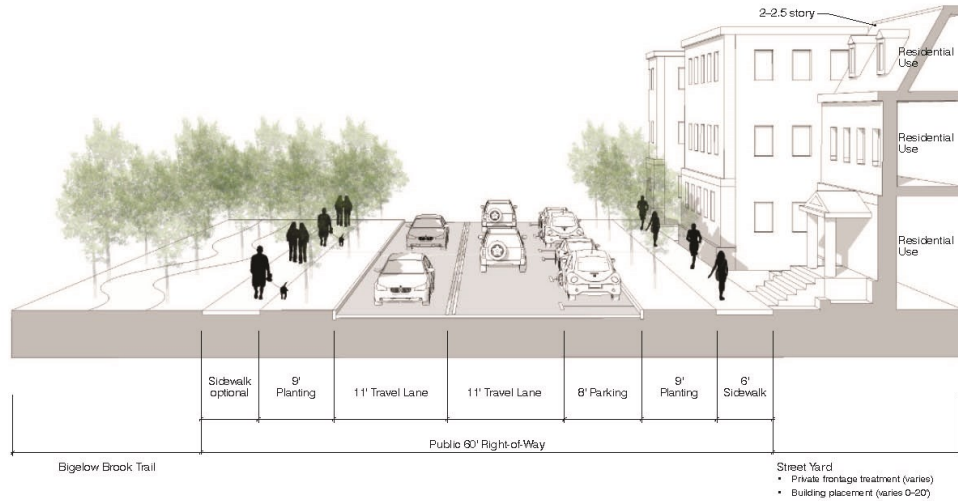 2–2.5 story
Residential
Use
Residential
Use
Residential
Use
Sidewalk
optional
9'
Planting
11' Travel Lane
11' Travel Lane
8' Parking
9'
Planting
6'
Sidewalk
Public 60' Right-of-Way
Bigelow Brook Trail
Street Yard
• Private frontage treatment (varies)
• Building placement (varies 0–20')